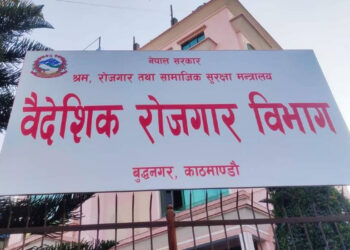 नेपाल सरकार
श्रम, रोजगार तथा सामाजिक सुरक्षा मन्त्रालय
वैदेशिक रोजगार विभाग
बुद्धनगर, काठमाण्डौ